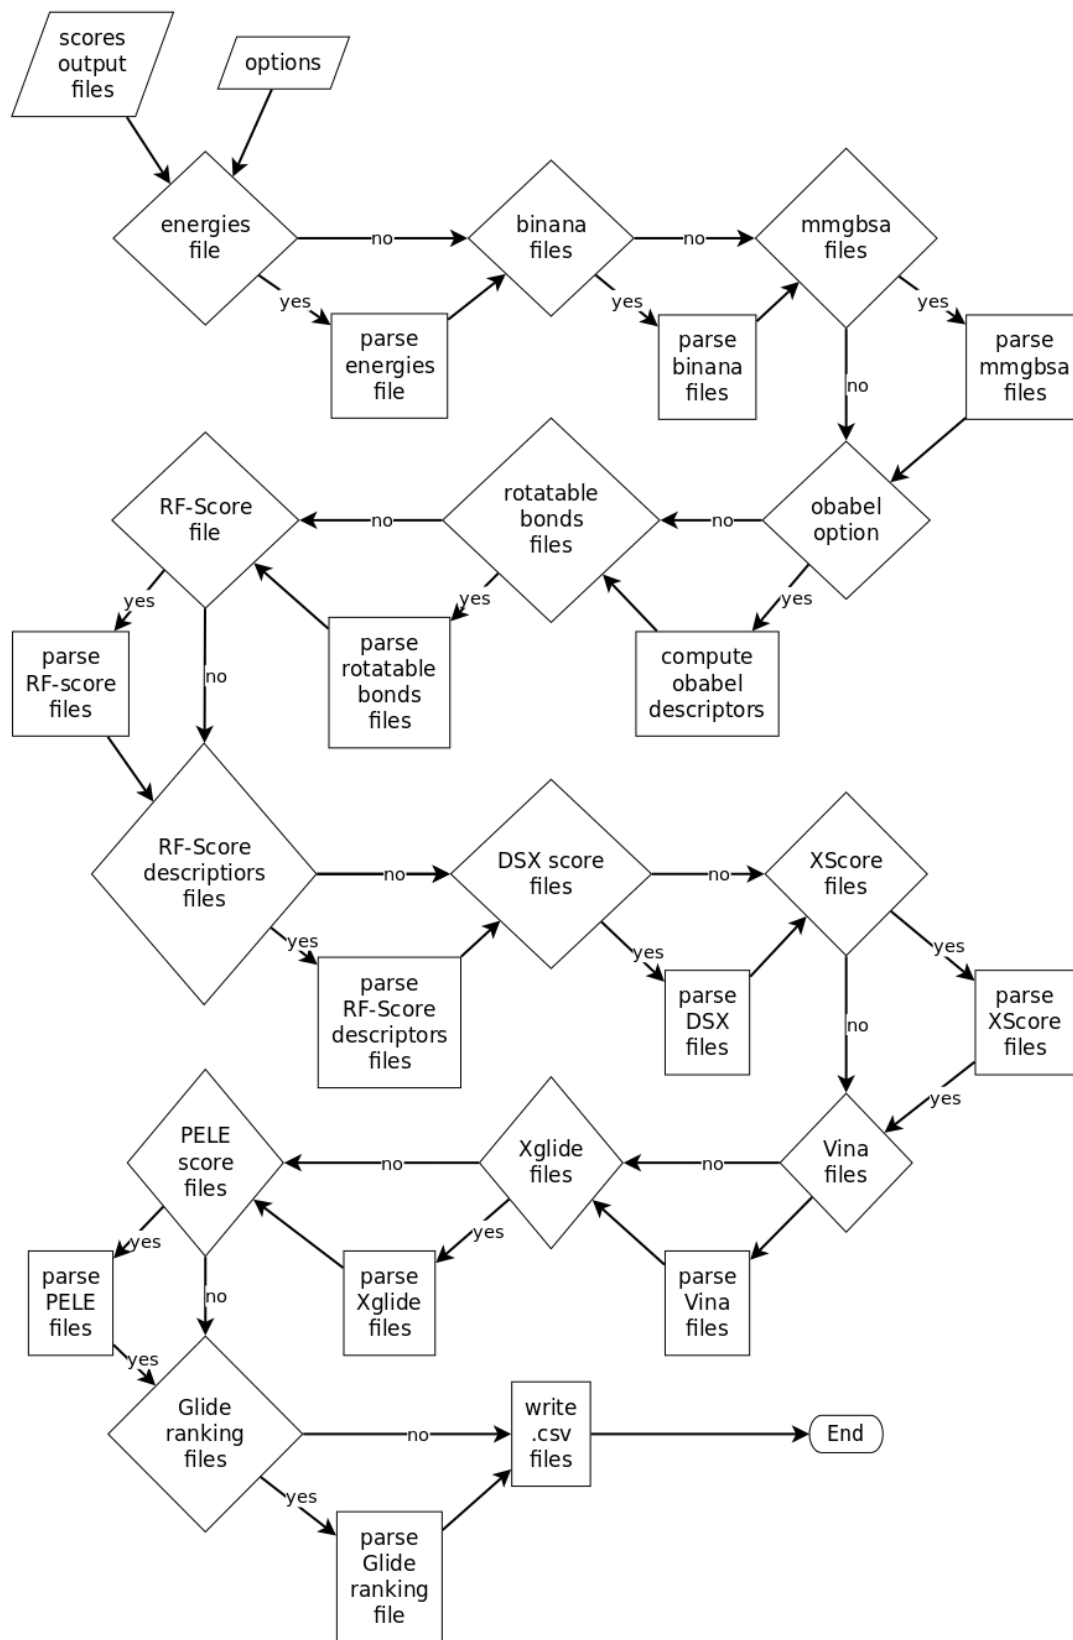 scores
output
files
options
energies
file
no
binana
files
no
mmgbsa
files
yes
parse
energies
file
yes
parse
binana
files
yes
parse
mmgbsa
files
no
RF-Score
file
no
rotatable
bonds
files
no
obabel
option
yes
parse
RF-score
files
yes
parse
rotatable
bonds
files
yes
compute
obabel
descriptors
no
RF-Score
descriptiors
files
no
DSX score
files
no
XScore
files
yes
parse
RF-Score
descriptors
files
yes
parse
DSX
files
yes
parse
XScore
files
no
yes
PELE
score
files
no
Xglide
files
no
Vina
files
yes
parse
PELE
files
yes
parse
Xglide
files
parse
Vina
files
no
yes
Glide
ranking
files
no
write
.csv
files
End
yes
parse
Glide
ranking
file